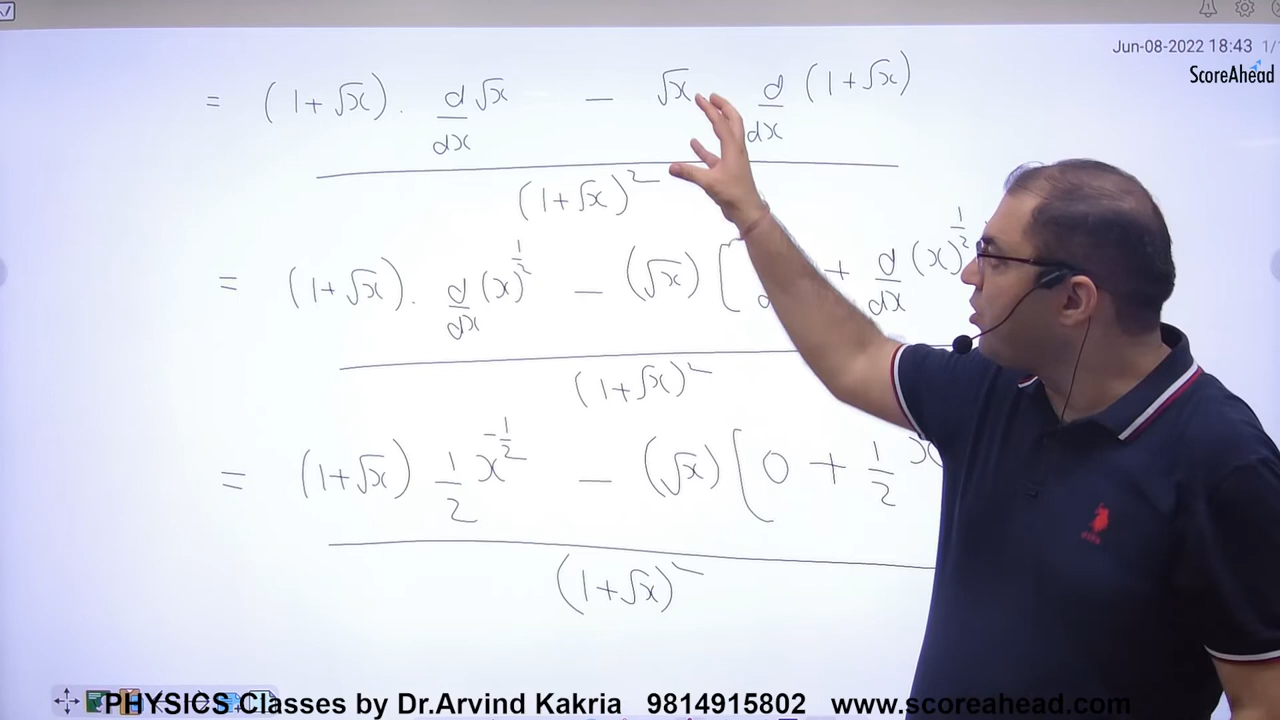 Jun-08-2022 18:43 1/
ScoreAhead
= (1+√x) . d/dx √x − √x d/dx (1+√x)
(1+√x)²
= (1+√x) . d/dx (x)^½ − (√x) [ + d/dx (x)^½
(1+√x)²
= (1+√x) ½ x^-½ − (√x) [0 + ½ x
(1+√x)²
PHYSICS Classes by Dr.Arvind Kakria 9814915802 www.scoreahead.com